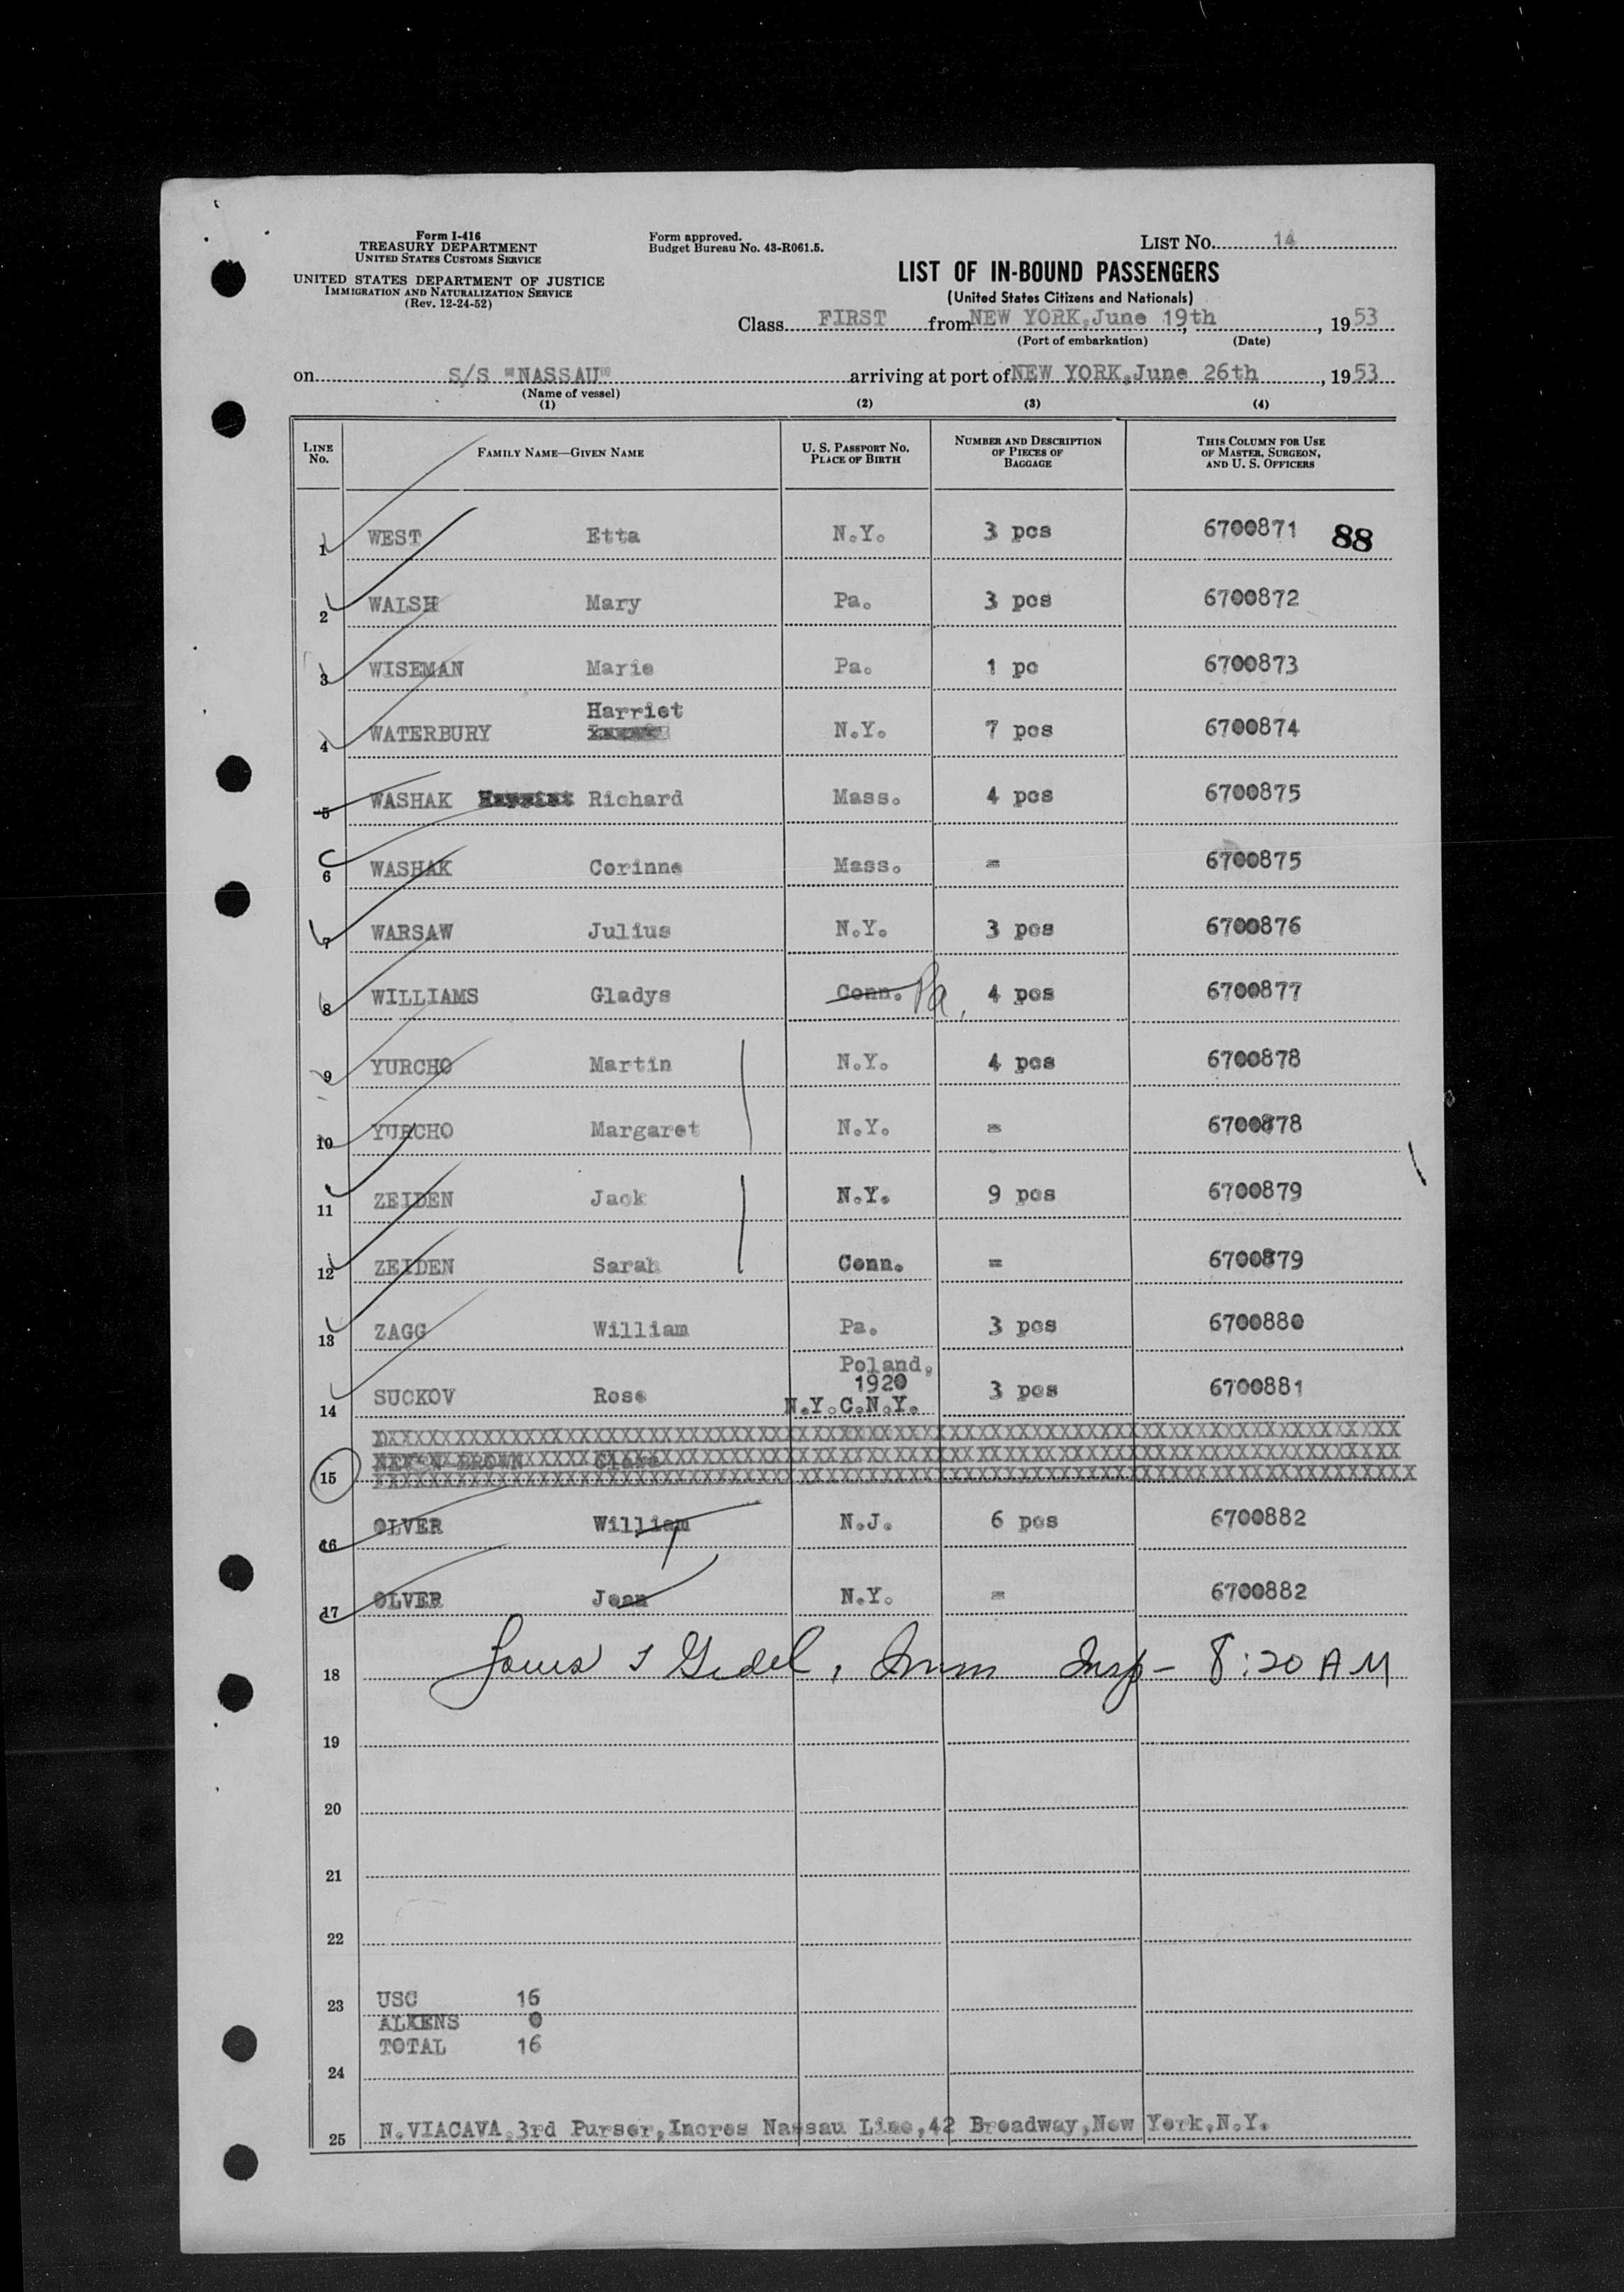 Form I-416
TREASURY DEPARTMENT
UNITED STATES CUSTOMS SERVICE
UNITED STATES DEPARTMENT OF JUSTICE
IMMIGRATION AND NATURALIZATION SERVICE
(Rev. 12-24-52)
Form approved.
Budget Bureau No. 43-R061.5.
LIST No. 14
LIST OF IN-BOUND PASSENGERS
(United States Citizens and Nationals)
Class FIRST from NEW YORK, June 19th, 1953
(Port of embarkation) (Date)
on S/S "NASSAU" arriving at port of NEW YORK, June 26th, 1953
(Name of vessel)
(1) (2) (3) (4)
LINE No. FAMILY NAME—GIVEN NAME U. S. PASSPORT No. PLACE OF BIRTH NUMBER AND DESCRIPTION OF PIECES OF BAGGAGE THIS COLUMN FOR USE OF MASTER, SURGEON, AND U. S. OFFICERS
1 WEST Etta N.Y. 3 pcs 6700871 88
2 WALSH Mary Pa. 3 pcs 6700872
3 WISEMAN Marie Pa. 1 pc 6700873
Harriet
4 WATERBURY N.Y. 7 pcs 6700874
5 WASHAK Harriet Richard Mass. 4 pcs 6700875
6 WASHAK Corinne Mass. = 6700875
7 WARSAW Julius N.Y. 3 pcs 6700876
8 WILLIAMS Gladys Conn. Pa. 4 pcs 6700877
9 YURCHO Martin N.Y. 4 pcs 6700878
10 YURCHO Margaret N.Y. = 6700878
11 ZEIDEN Jack N.Y. 9 pcs 6700879
12 ZEIDEN Sarah Conn. = 6700879
13 ZAGG William Pa. 3 pcs 6700880
Poland,
1920
14 SUCKOV Rose N.Y.C.N.Y. 3 pcs 6700881
15 BROWN
16 OLVER William N.J. 6 pcs 6700882
17 OLVER Jean N.Y. = 6700882
18 Imm Insp - 8:20 AM
19
20
21
22
23 USC 16
ALKENS 0
TOTAL 16
24
25 N.VIACAVA,3rd Purser,Incres Nassau Line,42 Broadway,New York,N.Y.